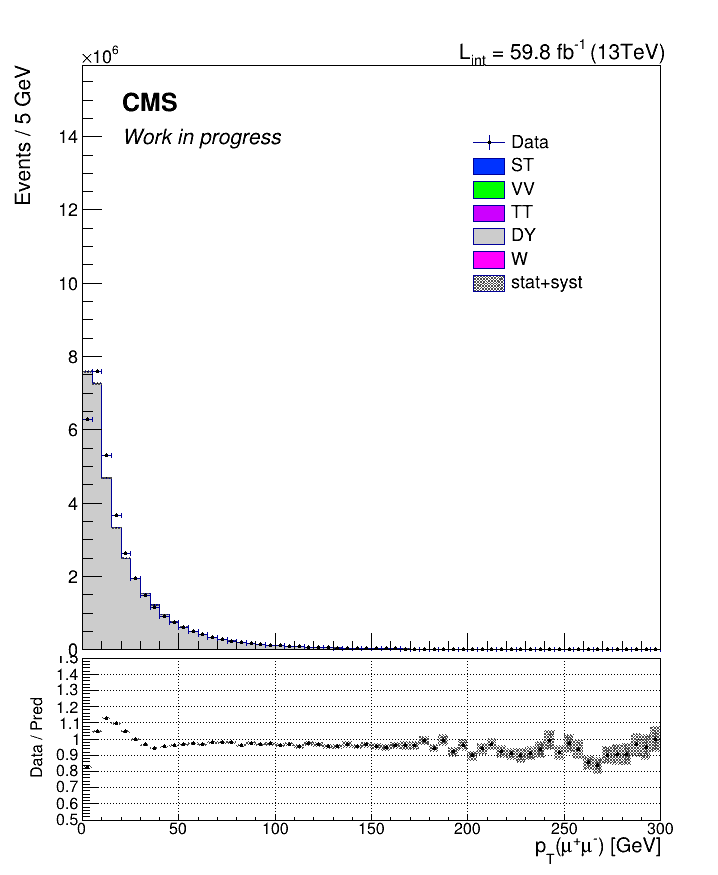 ×10⁶
L_int = 59.8 fb⁻¹ (13TeV)
Events / 5 GeV
CMS
Work in progress
Data
ST
VV
TT
DY
W
stat+syst
14
12
10
8
6
4
2
0
Data / Pred
1.5
1.4
1.3
1.2
1.1
1
0.9
0.8
0.7
0.6
0.5
0 50 100 150 200 250 300
p_T(μ⁺μ⁻) [GeV]